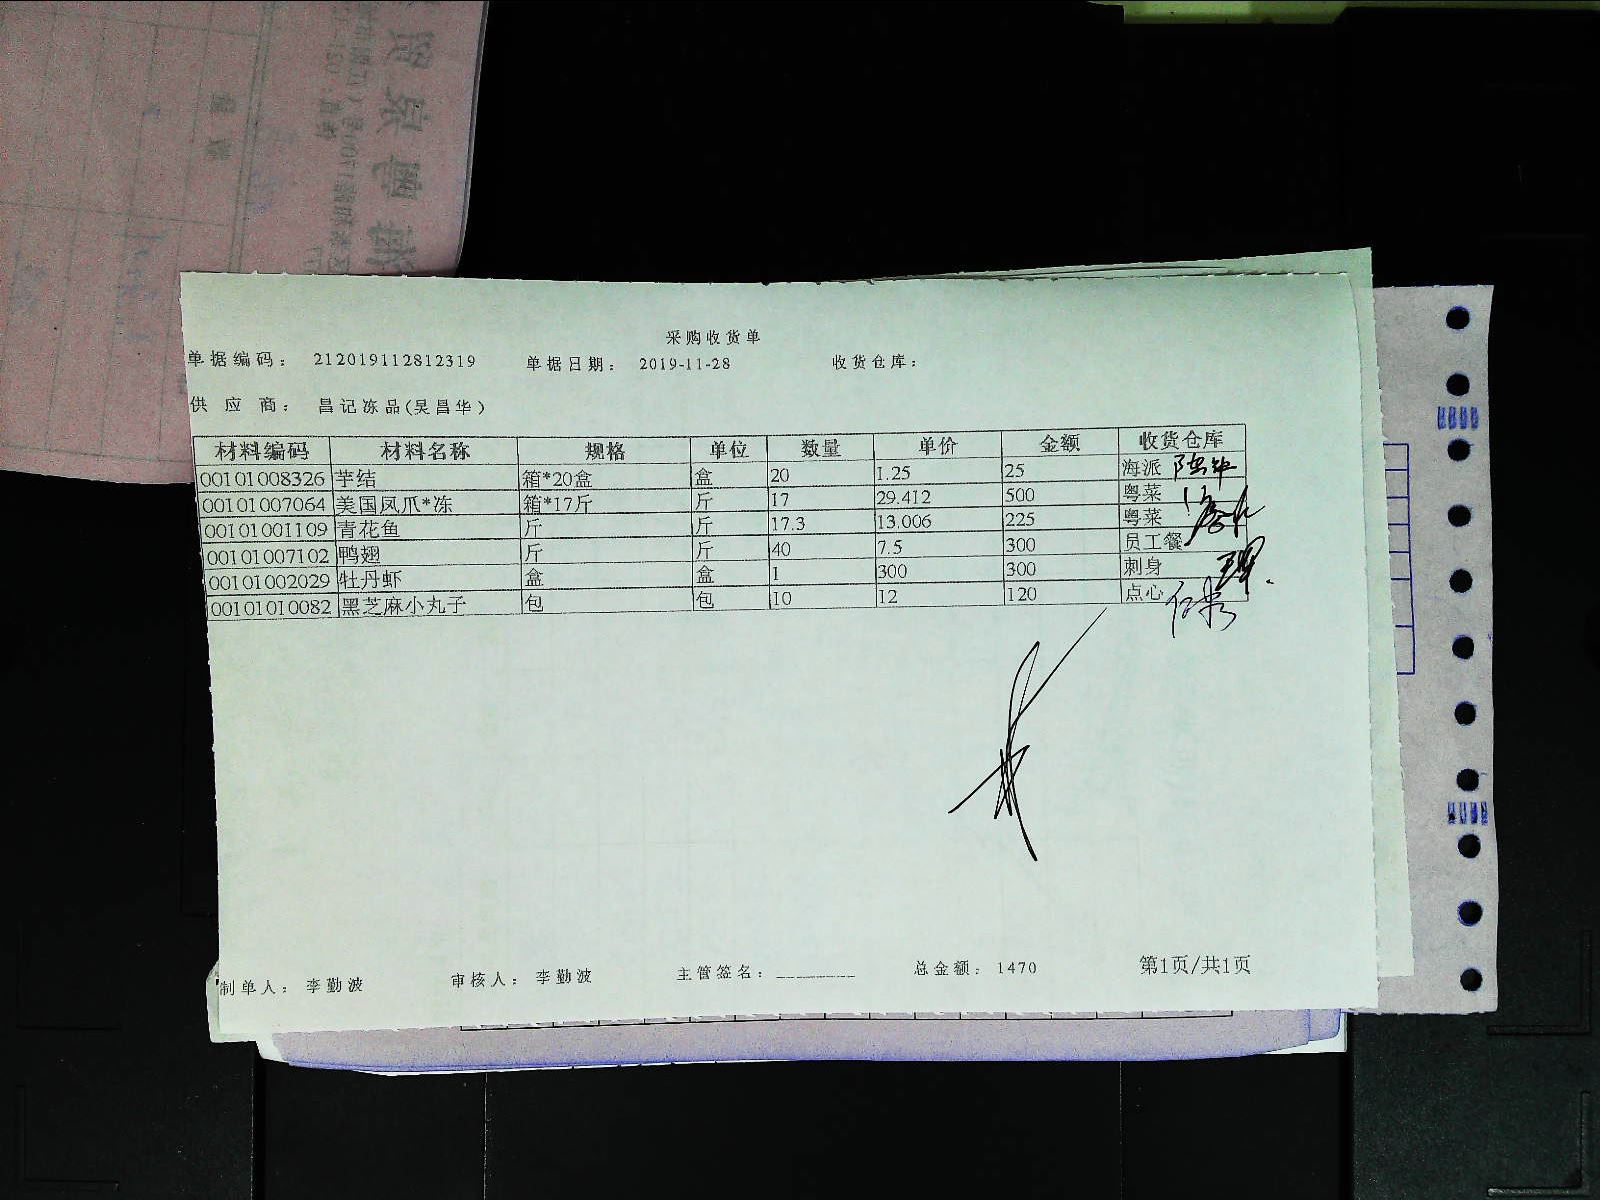 采购收货单
单据编码： 212019112812319 单据日期： 2019-11-28 收货仓库：
供 应 商： 昌记冻品(吴昌华)
材料编码 材料名称 规格 单位 数量 单价 金额 收货仓库
00101008326 芋结 箱*20盒 盒 20 1.25 25 海派
00101007064 美国凤爪*冻 箱*17斤 斤 17 29.412 500 粤菜
00101001109 青花鱼 斤 斤 17.3 13.006 225 粤菜
00101007102 鸭翅 斤 斤 40 7.5 300 员工餐
00101002029 牡丹虾 盒 盒 1 300 300 刺身
00101010082 黑芝麻小丸子 包 包 10 12 120 点心
制单人： 李勤波 审核人： 李勤波 主管签名：________ 总金额： 1470 第1页/共1页